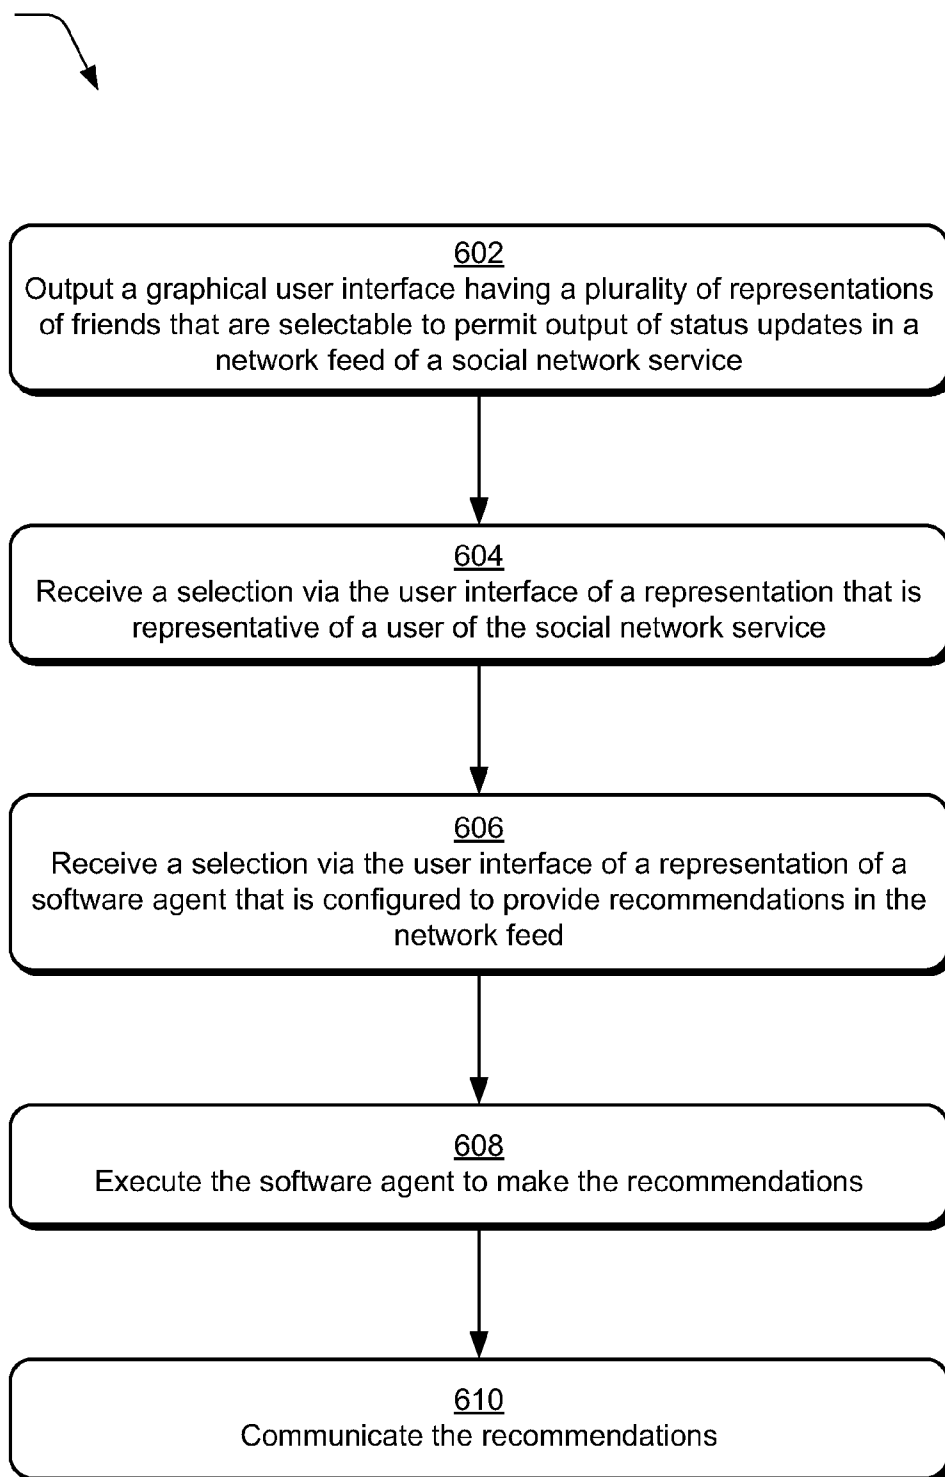 602
Output a graphical user interface having a plurality of representations
of friends that are selectable to permit output of status updates in a
network feed of a social network service
604
Receive a selection via the user interface of a representation that is
representative of a user of the social network service
606
Receive a selection via the user interface of a representation of a
software agent that is configured to provide recommendations in the
network feed
608
Execute the software agent to make the recommendations
610
Communicate the recommendations